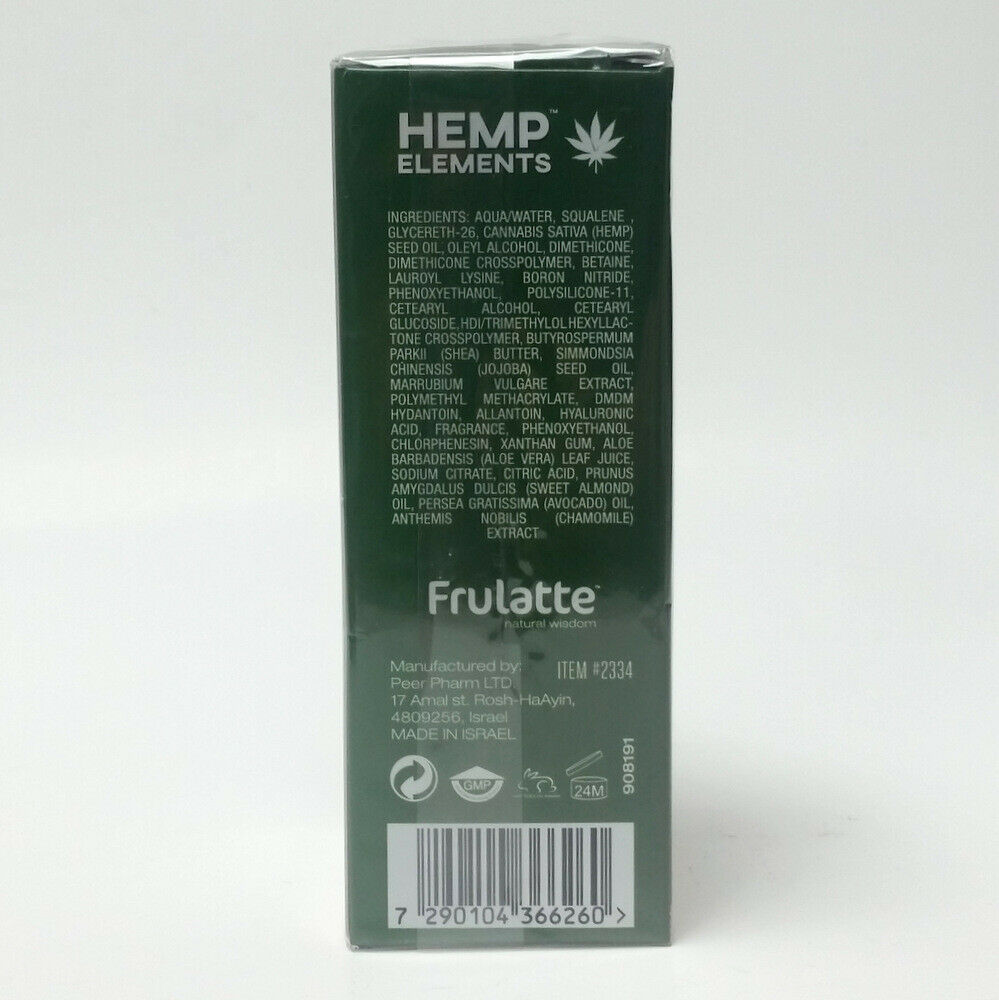 HEMP™
ELEMENTS
INGREDIENTS: AQUA/WATER, SQUALENE ,
GLYCERETH-26, CANNABIS SATIVA (HEMP)
SEED OIL, OLEYL ALCOHOL, DIMETHICONE,
DIMETHICONE CROSSPOLYMER, BETAINE,
LAUROYL LYSINE, BORON NITRIDE,
PHENOXYETHANOL, POLYSILICONE-11,
CETEARYL ALCOHOL, CETEARYL
GLUCOSIDE,HDI/TRIMETHYLOL HEXYLLAC-
TONE CROSSPOLYMER, BUTYROSPERMUM
PARKII (SHEA) BUTTER, SIMMONDSIA
CHINENSIS (JOJOBA) SEED OIL,
MARRUBIUM VULGARE EXTRACT,
POLYMETHYL METHACRYLATE, DMDM
HYDANTOIN, ALLANTOIN, HYALURONIC
ACID, FRAGRANCE, PHENOXYETHANOL,
CHLORPHENESIN, XANTHAN GUM, ALOE
BARBADENSIS (ALOE VERA) LEAF JUICE,
SODIUM CITRATE, CITRIC ACID, PRUNUS
AMYGDALUS DULCIS (SWEET ALMOND)
OIL, PERSEA GRATISSIMA (AVOCADO) OIL,
ANTHEMIS NOBILIS (CHAMOMILE)
EXTRACT
Frulatte™
natural wisdom
Manufactured by:
Peer Pharm LTD
17 Amal st. Rosh-HaAyin,
4809256, Israel
MADE IN ISRAEL
ITEM #2334
GMP
24M
908191
7 290104 366260 >